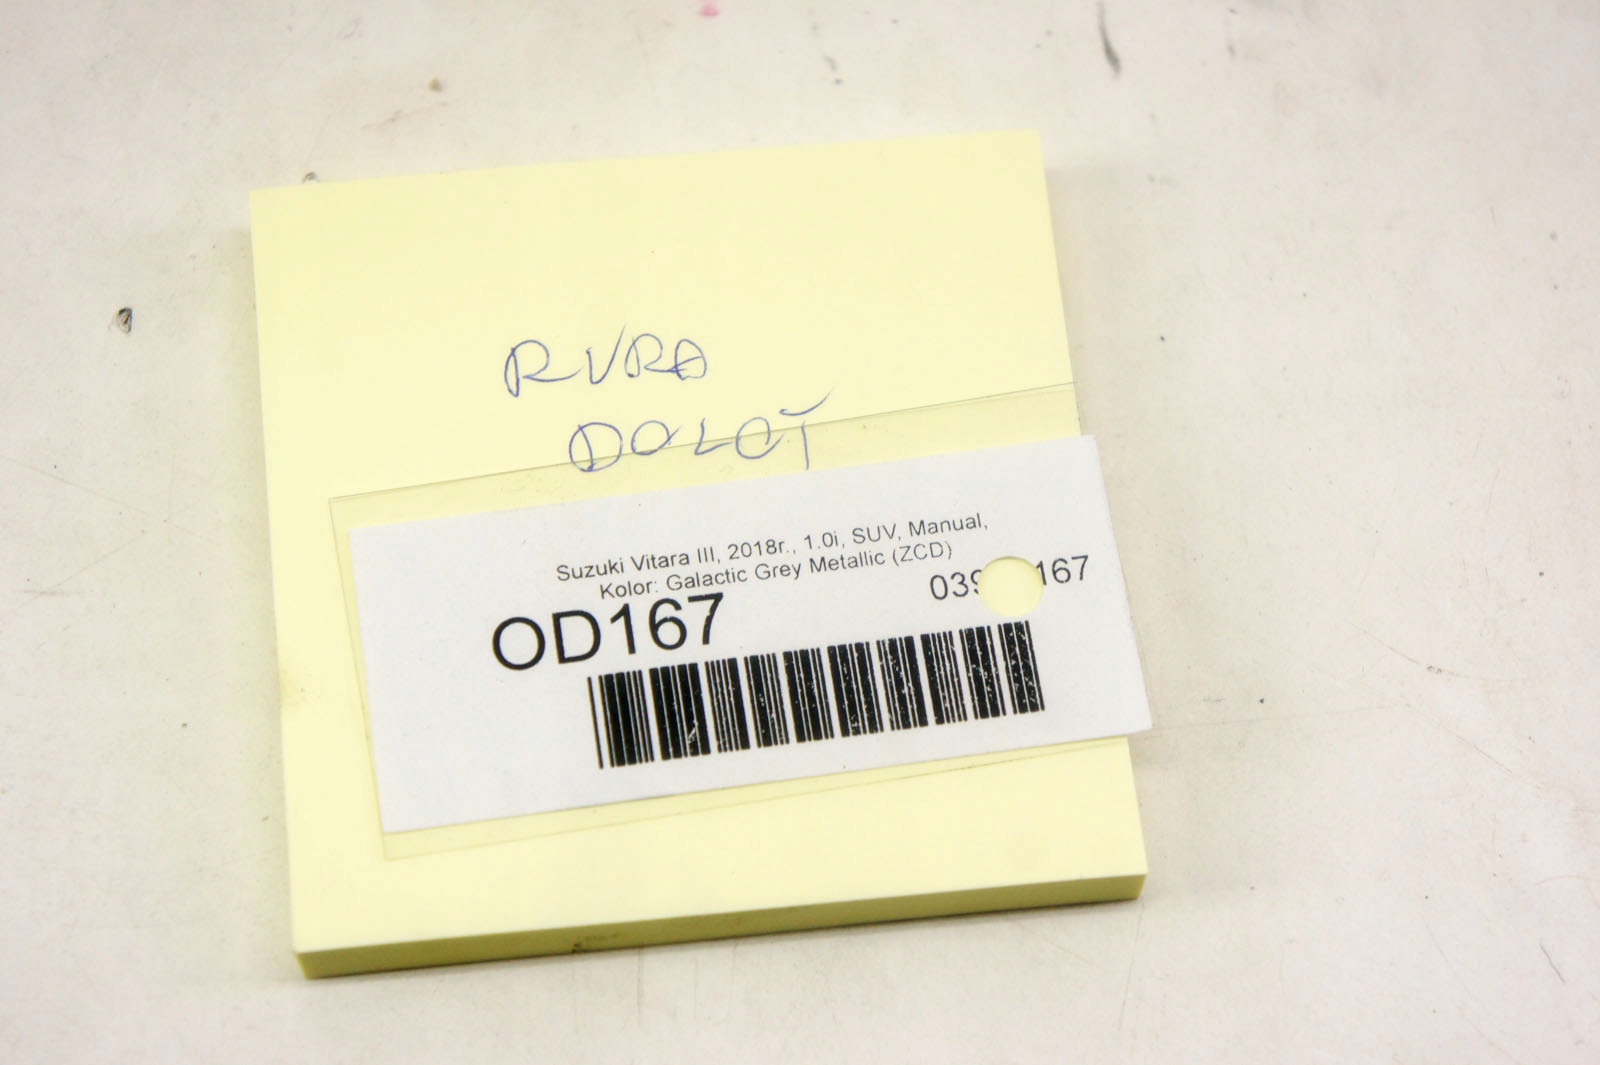 RURA
DOLOT
Suzuki Vitara III, 2018r., 1.0i, SUV, Manual,
Kolor: Galactic Grey Metallic (ZCD)
OD167